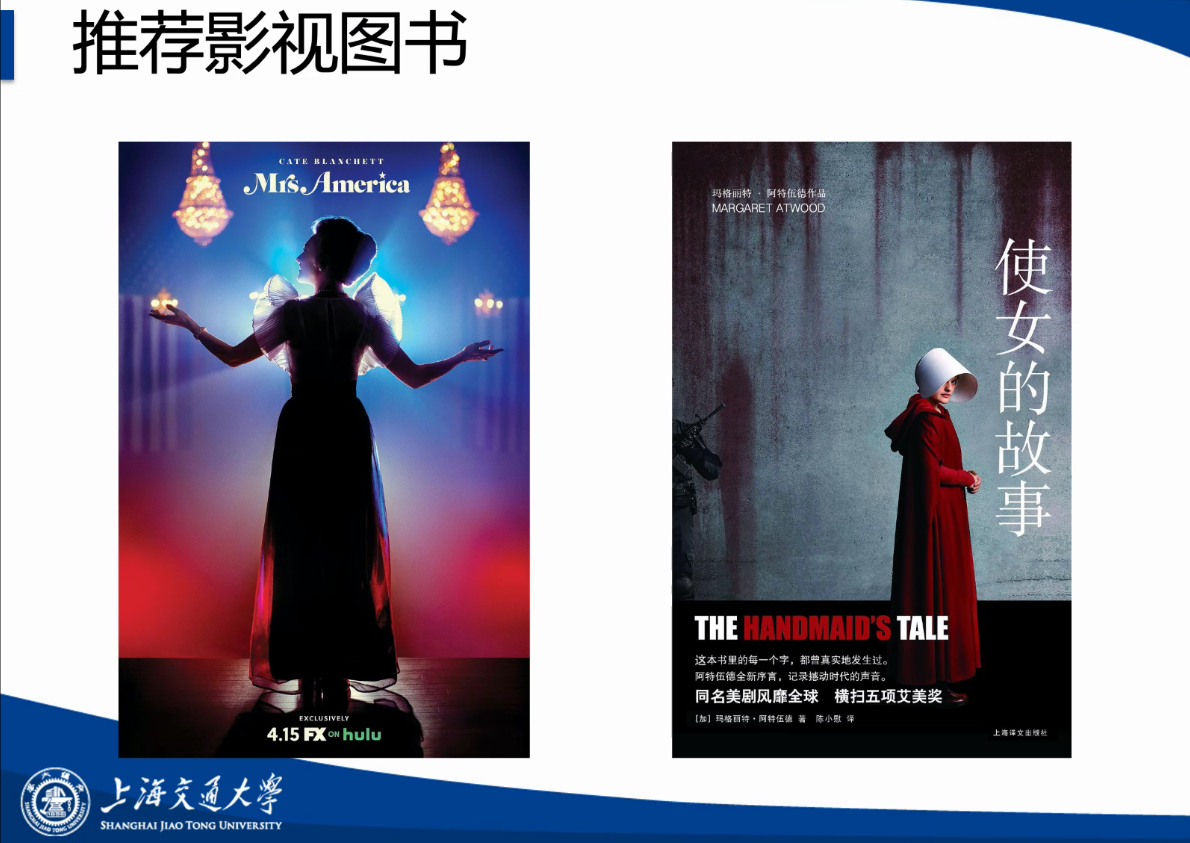 推荐影视图书
CATE BLANCHETT
Mrs. America
EXCLUSIVELY
4.15 FX ON hulu
玛格丽特·阿特伍德作品
MARGARET ATWOOD
使女的故事
THE HANDMAID'S TALE
这本书里的每一个字，都曾真实地发生过。
阿特伍德全新序言，记录撼动时代的声音。
同名美剧风靡全球 横扫五项艾美奖
[加] 玛格丽特·阿特伍德 著 陈小慰 译
上海译文出版社
上海交通大学
SHANGHAI JIAO TONG UNIVERSITY